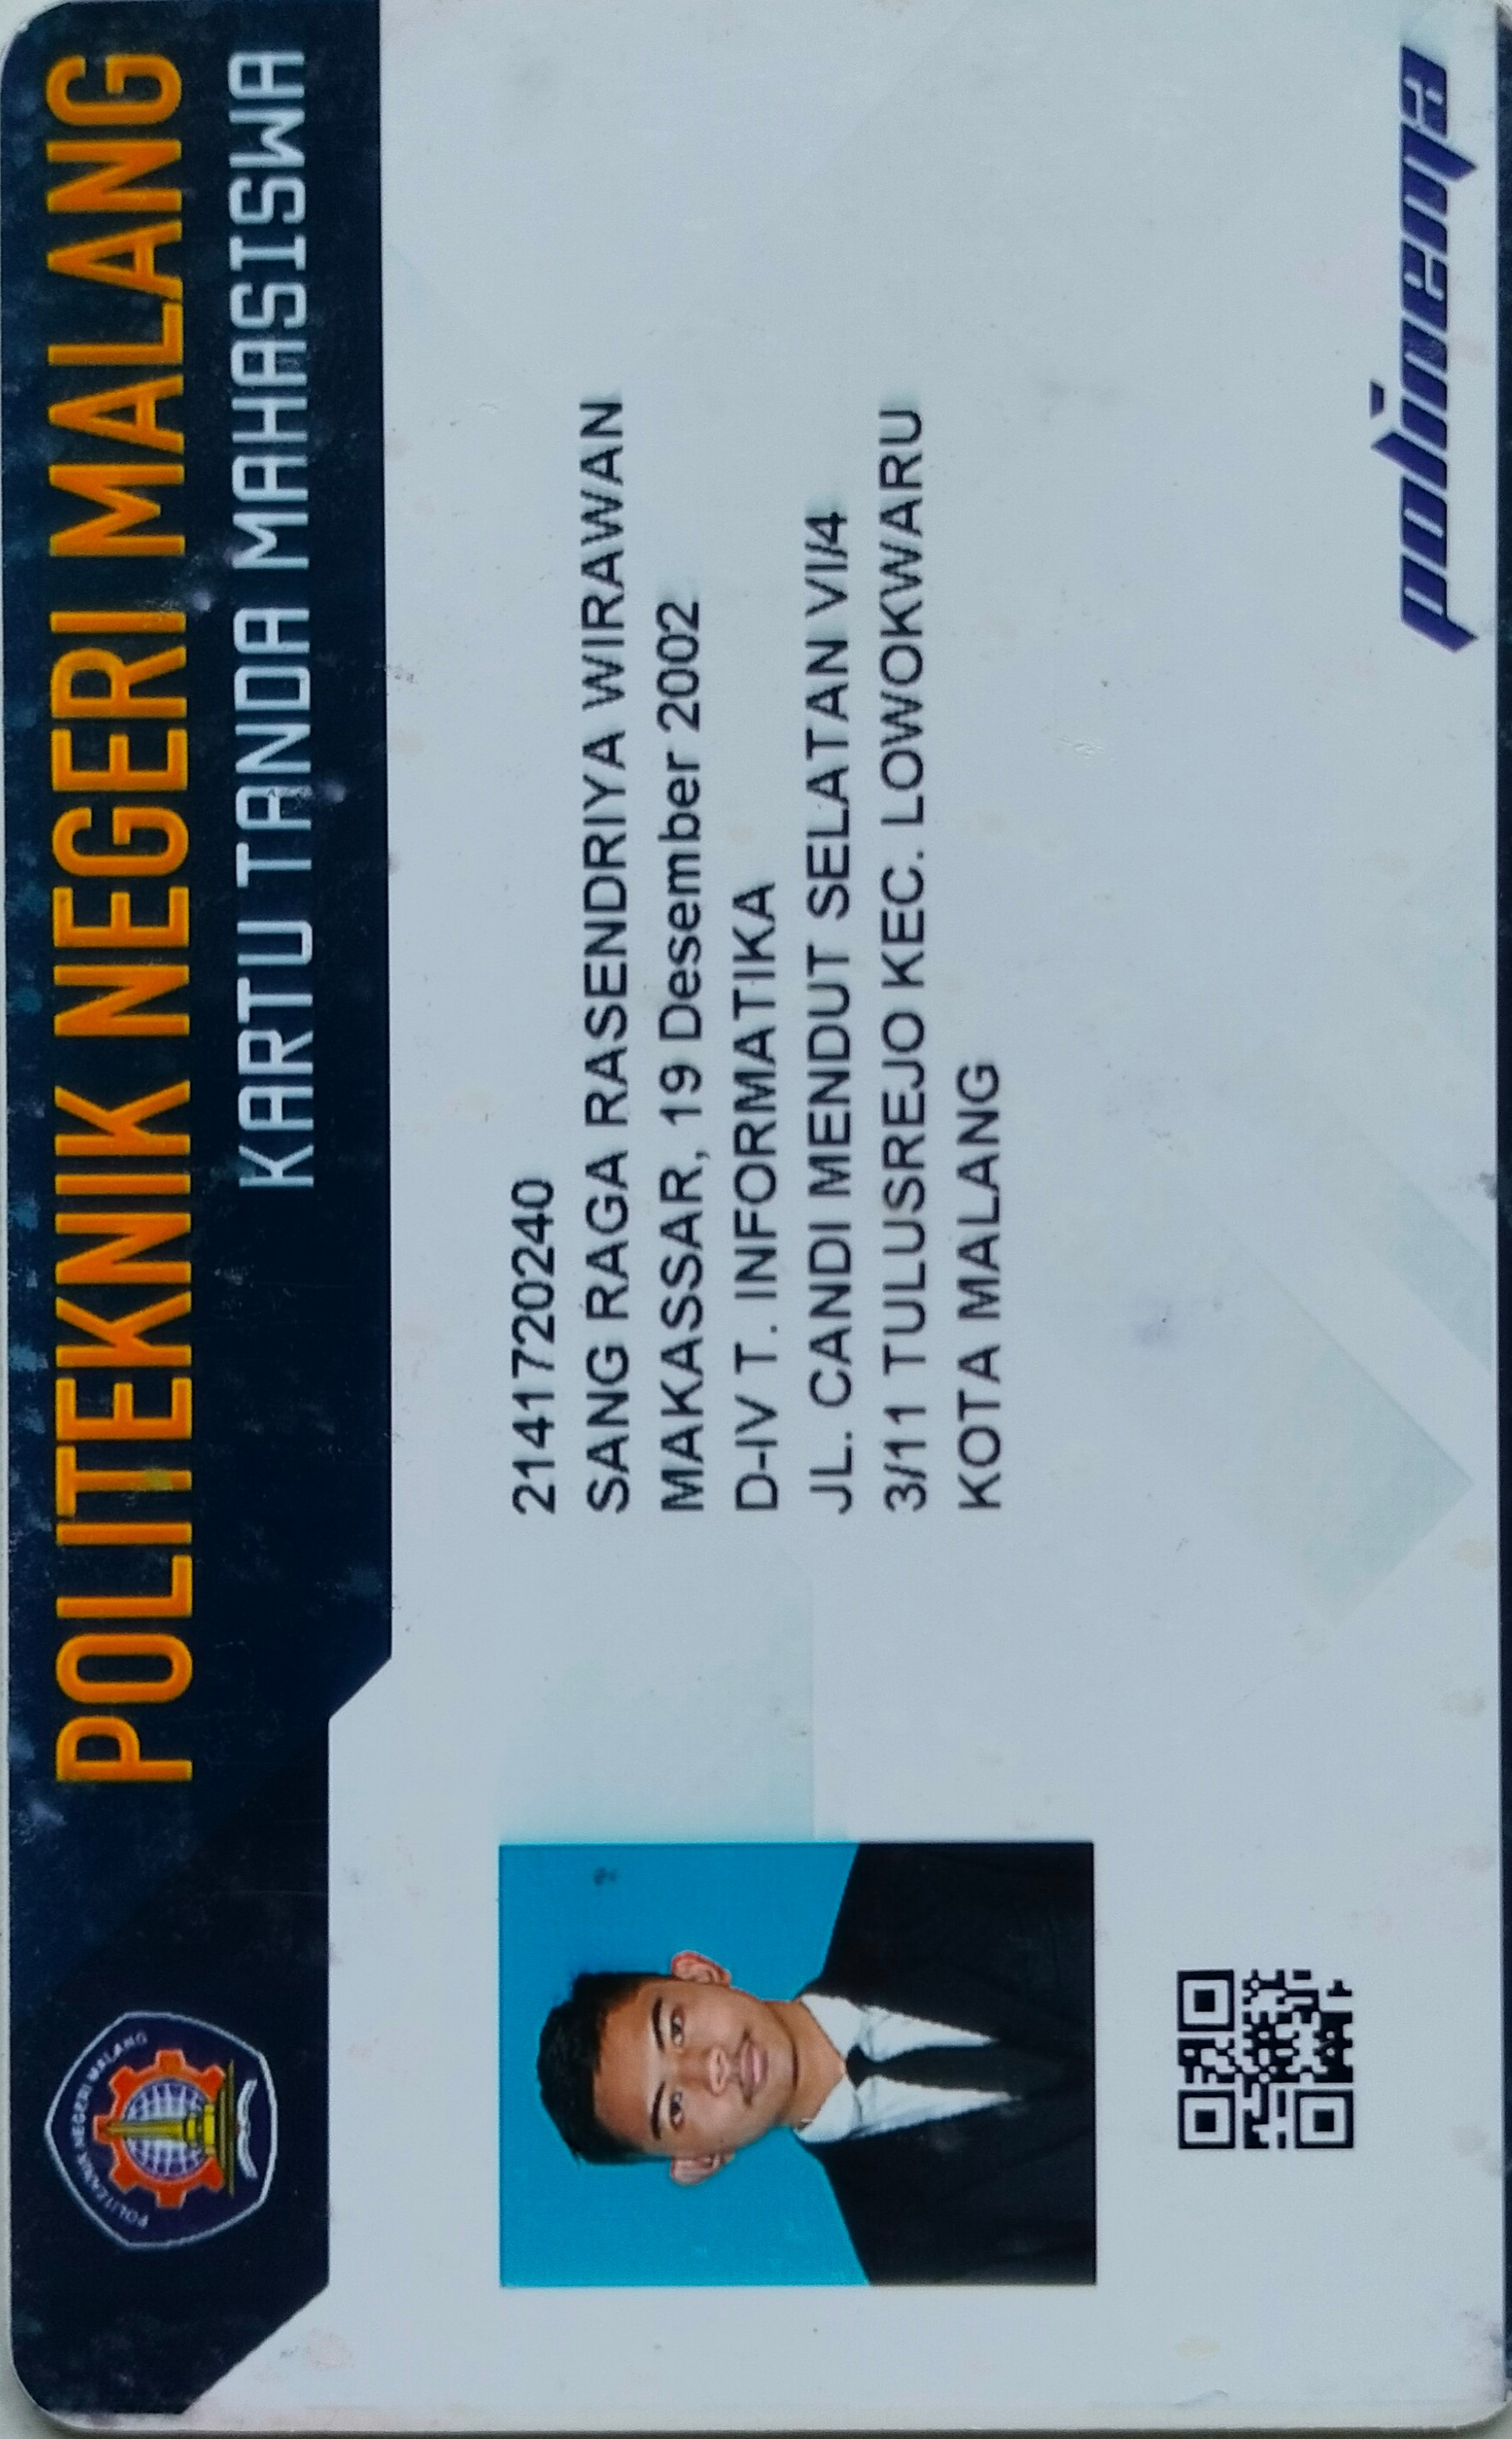 POLITEKNIK NEGERI MALANG
KARTU TANDA MAHASISWA
POLITEKNIK NEGERI MALANG
2141720240
SANG RAGA RASENDRIYA WIRAWAN
MAKASSAR, 19 Desember 2002
D-IV T. INFORMATIKA
JL. CANDI MENDUT SELATAN VI/4
3/11 TULUSREJO KEC. LOWOKWARU
KOTA MALANG
polinema